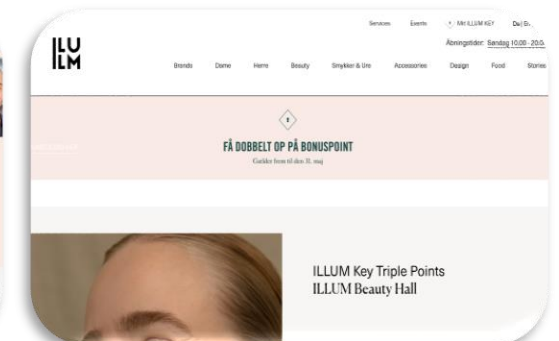 Services Events Mit ILLUM KEY
Åbningstider: Søndag 10.00 - 20.0
ILLUM
Brands Dame Herre Beauty Smykker & Ure Accessories Design Food Stories
FÅ DOBBELT OP PÅ BONUSPOINT
Gælder frem til den 31. maj
ILLUM Key Triple Points
ILLUM Beauty Hall